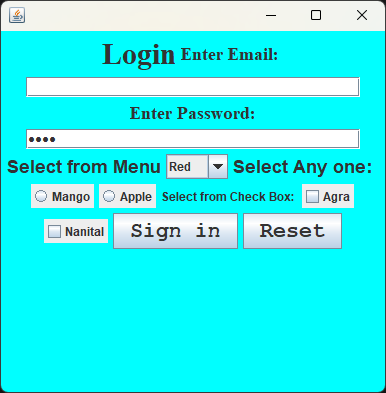 Login Enter Email:
Enter Password:
••••
Select from Menu Red Select Any one:
Mango Apple Select from Check Box: Agra
Nanital Sign in Reset